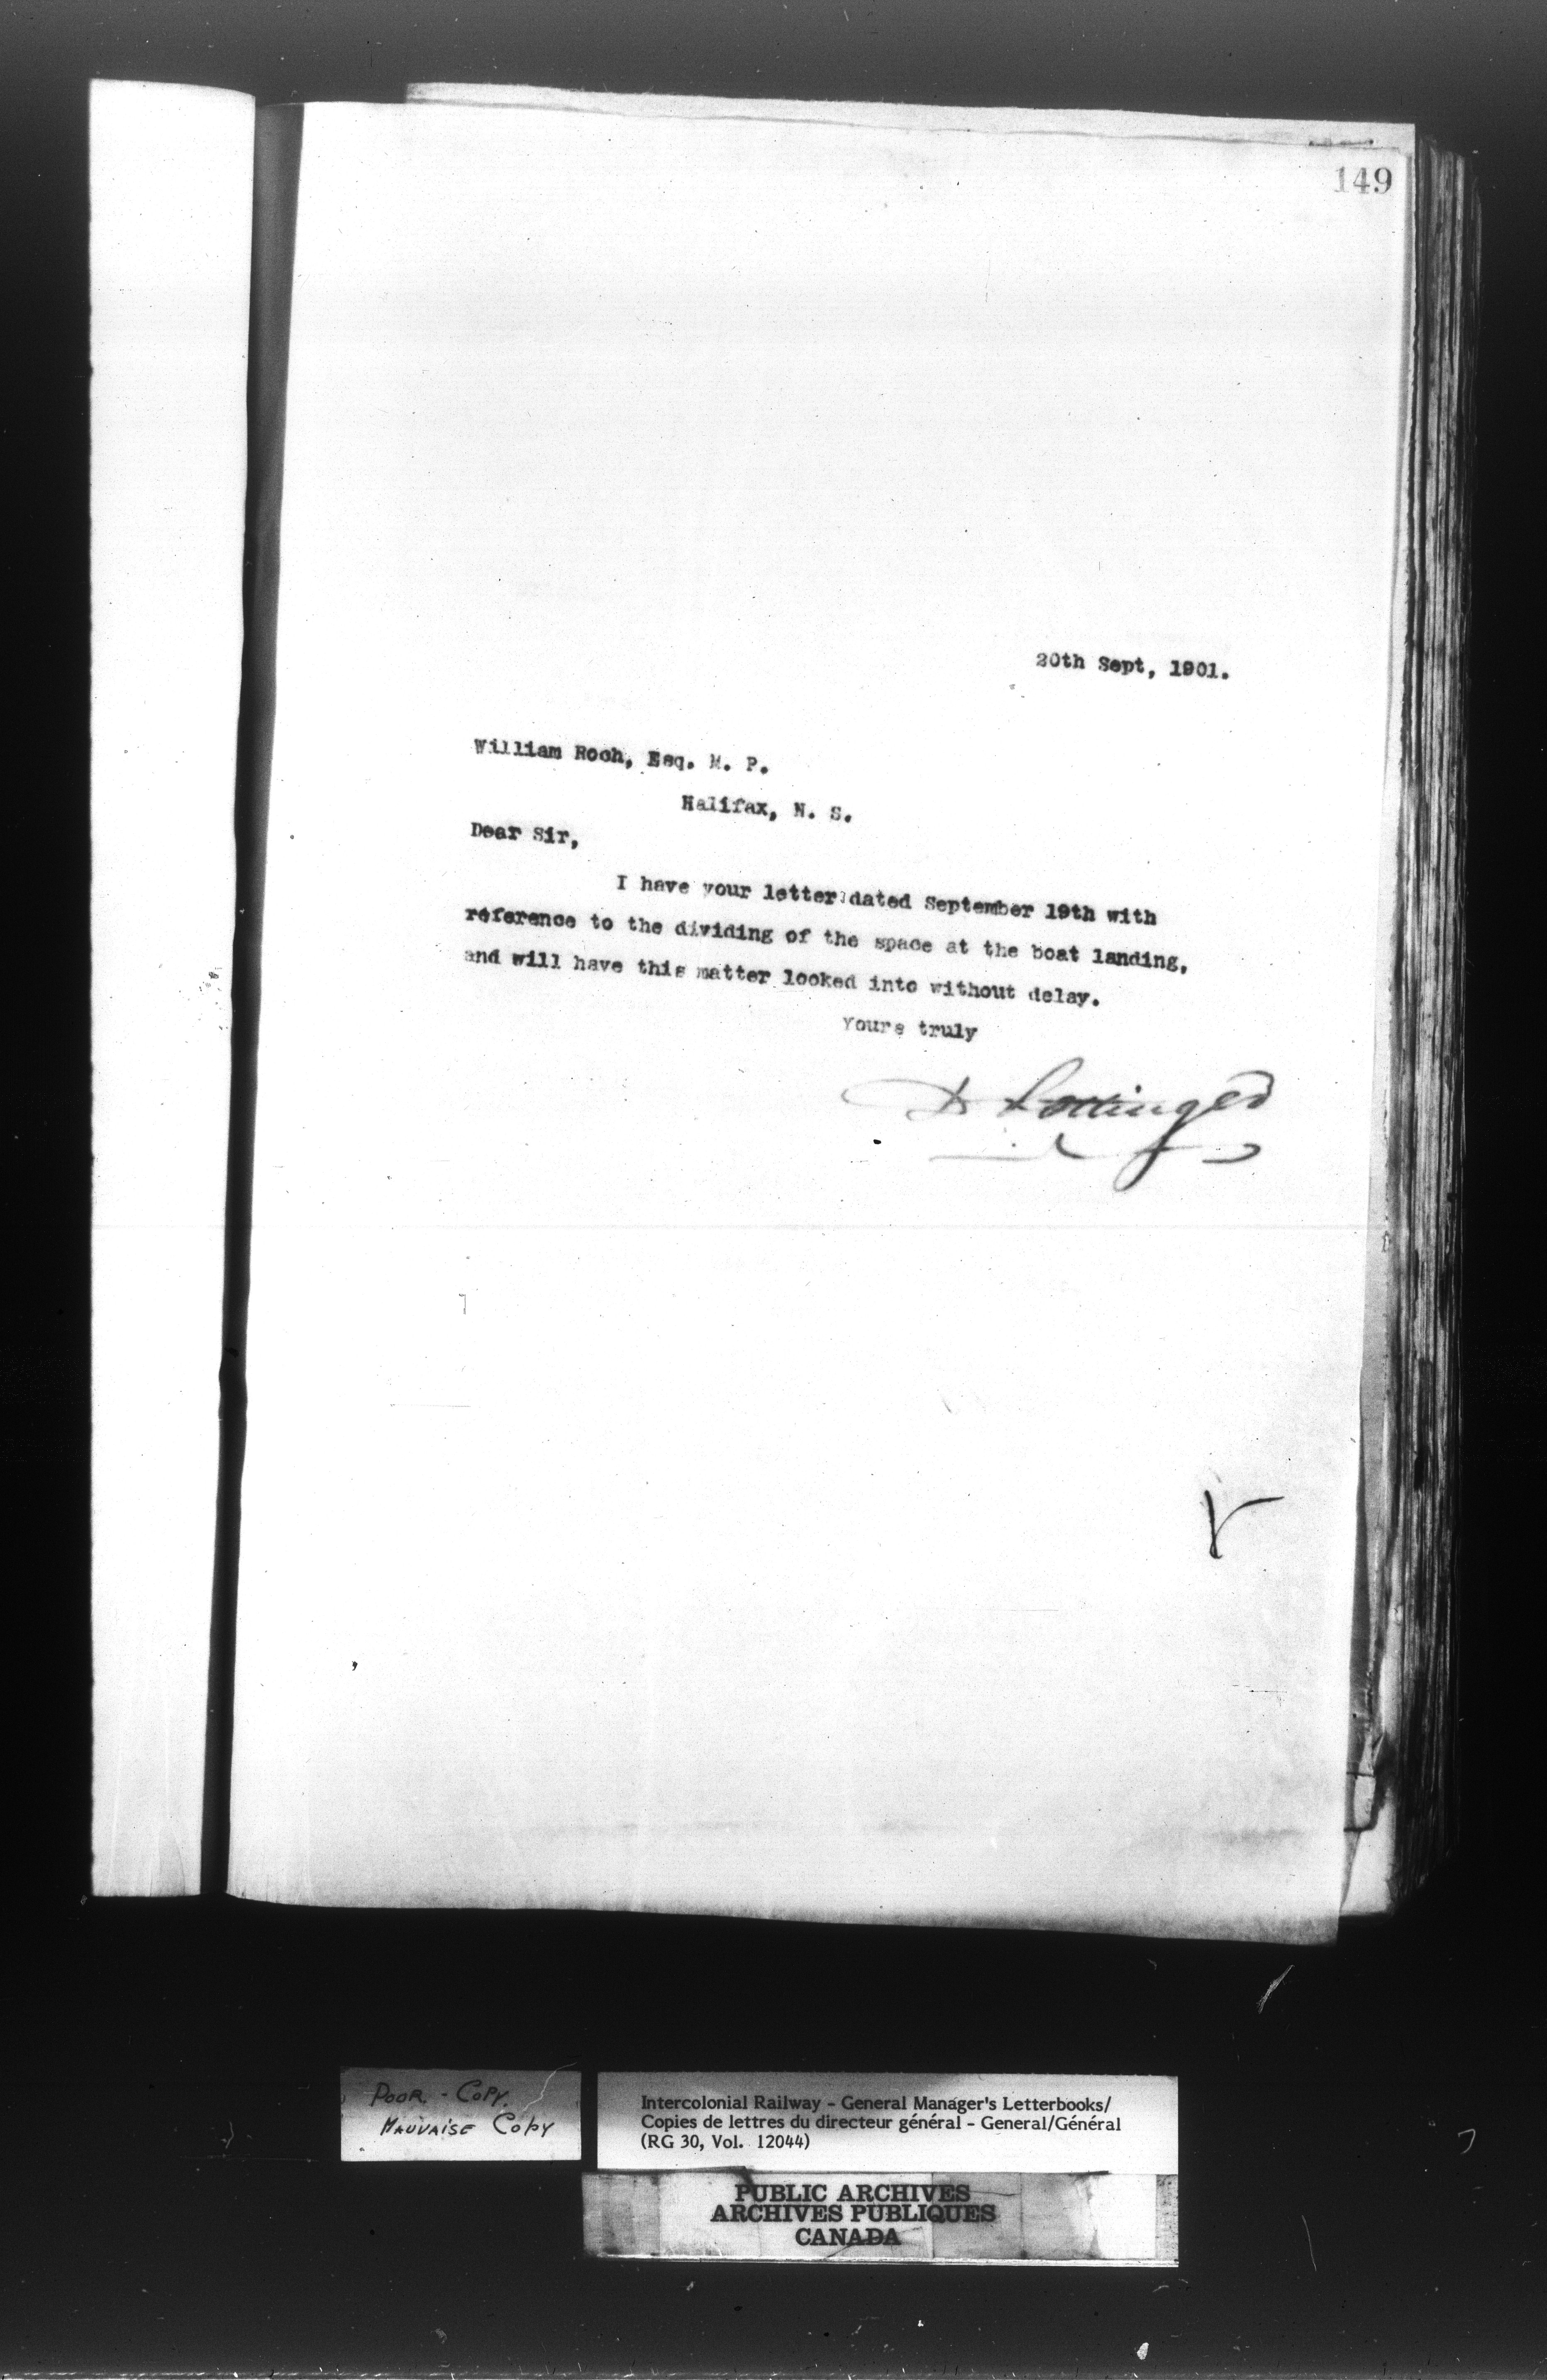 149
20th Sept, 1901.
William Roch, Esq. M. P.
Halifax, N. S.
Dear Sir,
I have your letter dated September 19th with
reference to the dividing of the space at the boat landing,
and will have this matter looked into without delay.
Yours truly
D Pottinger
POOR - COPY.
MAUVAISE COPY
Intercolonial Railway - General Manager's Letterbooks/
Copies de lettres du directeur général - General/Général
(RG 30, Vol. 12044)
PUBLIC ARCHIVES
ARCHIVES PUBLIQUES
CANADA